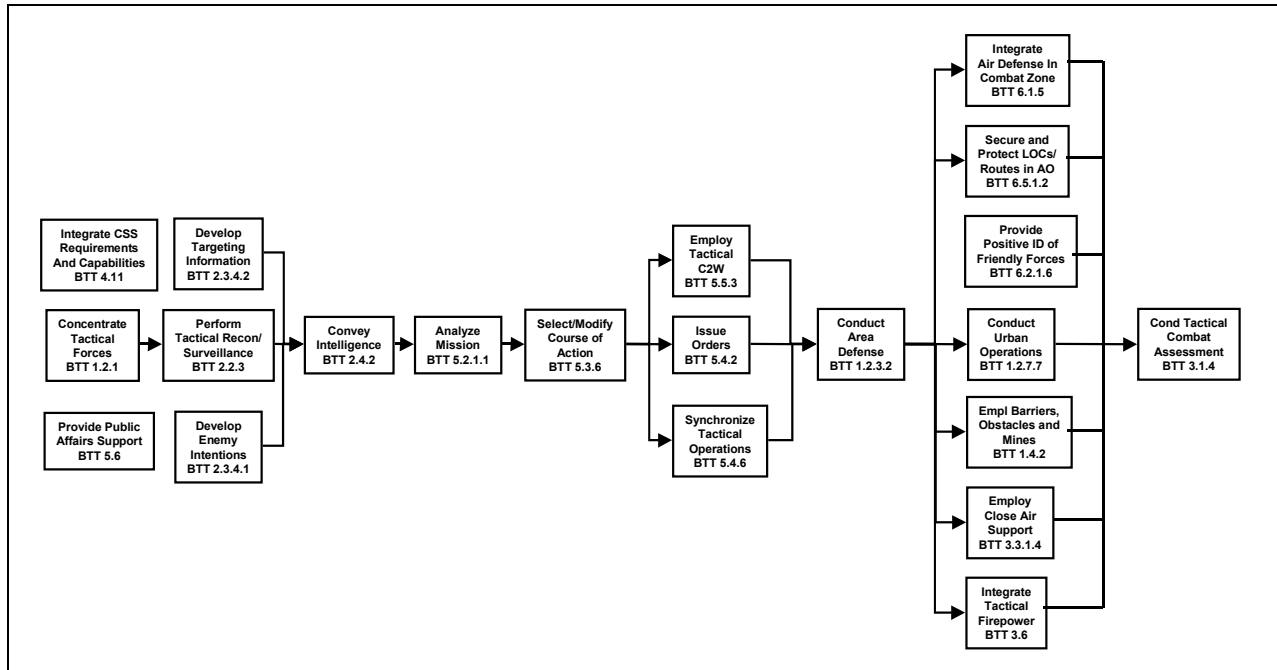 Integrate CSS
Requirements
And Capabilities
BTT 4.11
Concentrate
Tactical
Forces
BTT 1.2.1
Provide Public
Affairs Support
BTT 5.6
Develop
Targeting
Information
BTT 2.3.4.2
Perform
Tactical Recon/
Surveillance
BTT 2.2.3
Develop
Enemy
Intentions
BTT 2.3.4.1
Convey
Intelligence
BTT 2.4.2
Analyze
Mission
BTT 5.2.1.1
Select/Modify
Course of
Action
BTT 5.3.6
Employ
Tactical
C2W
BTT 5.5.3
Issue
Orders
BTT 5.4.2
Synchronize
Tactical
Operations
BTT 5.4.6
Conduct
Area
Defense
BTT 1.2.3.2
Integrate
Air Defense In
Combat Zone
BTT 6.1.5
Secure and
Protect LOCs/
Routes in AO
BTT 6.5.1.2
Provide
Positive ID of
Friendly Forces
BTT 6.2.1.6
Conduct
Urban
Operations
BTT 1.2.7.7
Empl Barriers,
Obstacles and
Mines
BTT 1.4.2
Employ
Close Air
Support
BTT 3.3.1.4
Integrate
Tactical
Firepower
BTT 3.6
Cond Tactical
Combat
Assessment
BTT 3.1.4